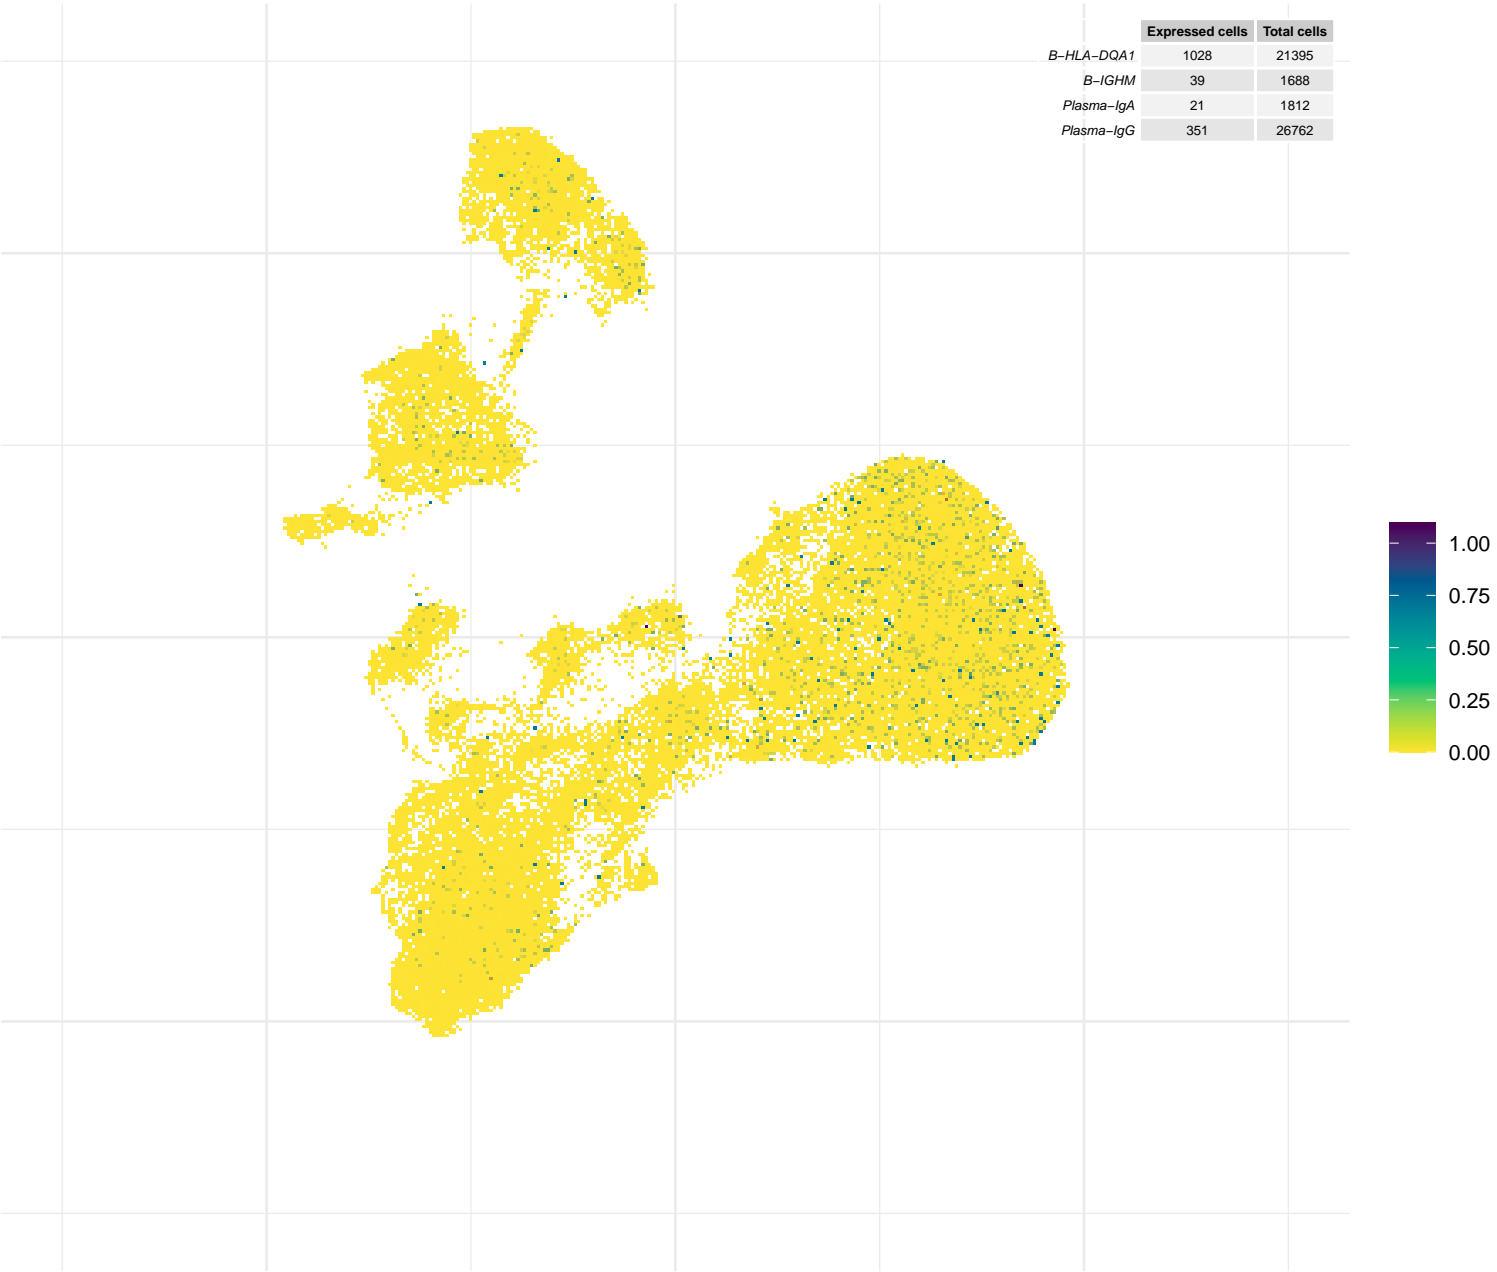 Expressed cells Total cells
B−HLA−DQA1 1028 21395
B−IGHM 39 1688
Plasma−IgA 21 1812
Plasma−IgG 351 26762
1.00
0.75
0.50
0.25
0.00